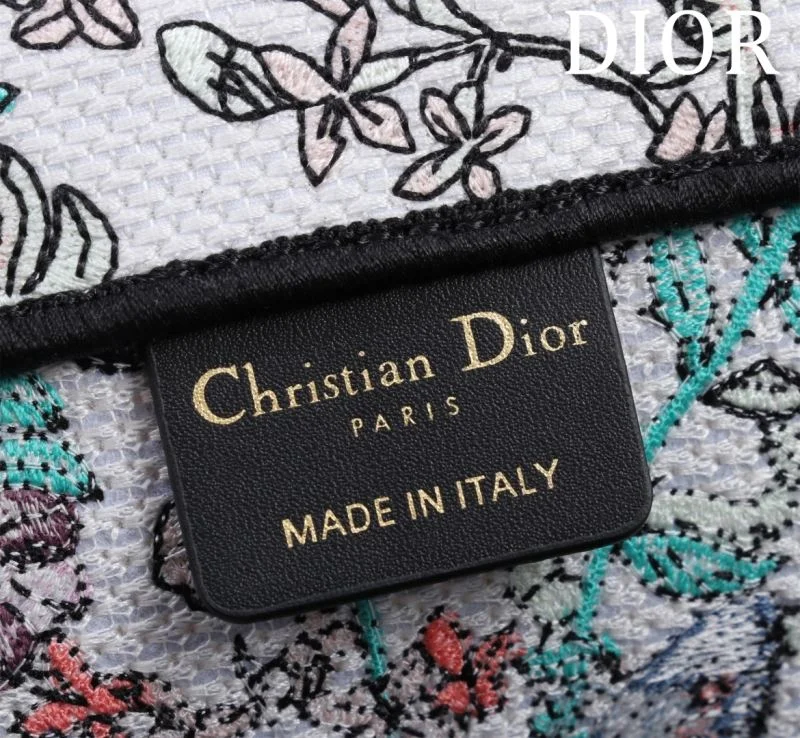 DIOR
Christian Dior
PARIS
MADE IN ITALY